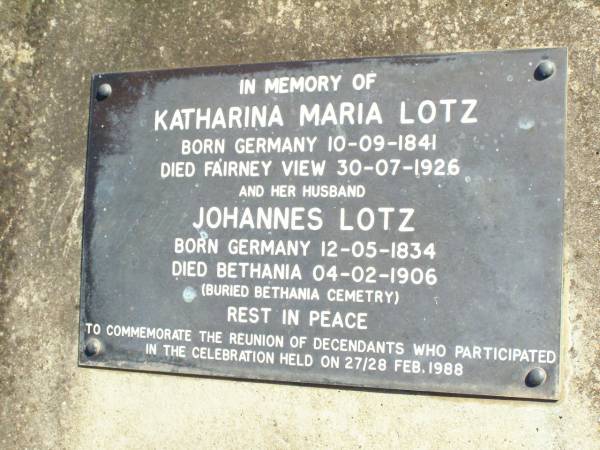 IN MEMORY OF
KATHARINA MARIA LOTZ
BORN GERMANY 10-09-1841
DIED FAIRNEY VIEW 30-07-1926
AND HER HUSBAND
JOHANNES LOTZ
BORN GERMANY 12-05-1834
DIED BETHANIA 04-02-1906
(BURIED BETHANIA CEMETRY)
REST IN PEACE
TO COMMEMORATE THE REUNION OF DECENDANTS WHO PARTICIPATED
IN THE CELEBRATION HELD ON 27/28 FEB, 1988